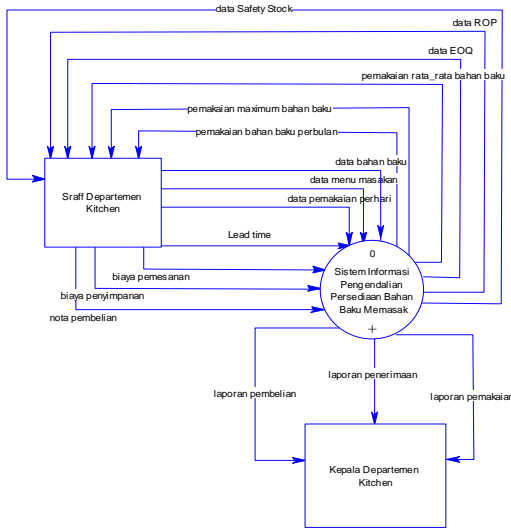 data Safety Stock
data ROP
data EOQ
pemakaian rata_rata bahan baku
pemakaian maximum bahan baku
pemakaian bahan baku perbulan
data bahan baku
data menu masakan
data pemakaian perhari
Sraff Departemen
Kitchen
Lead time
0
Sistem Informasi
Pengendalian
Persediaan Bahan
Baku Memasak
+
biaya pemesanan
biaya penyimpanan
nota pembelian
laporan penerimaan
laporan pembelian
laporan pemakaian
Kepala Departemen
Kitchen